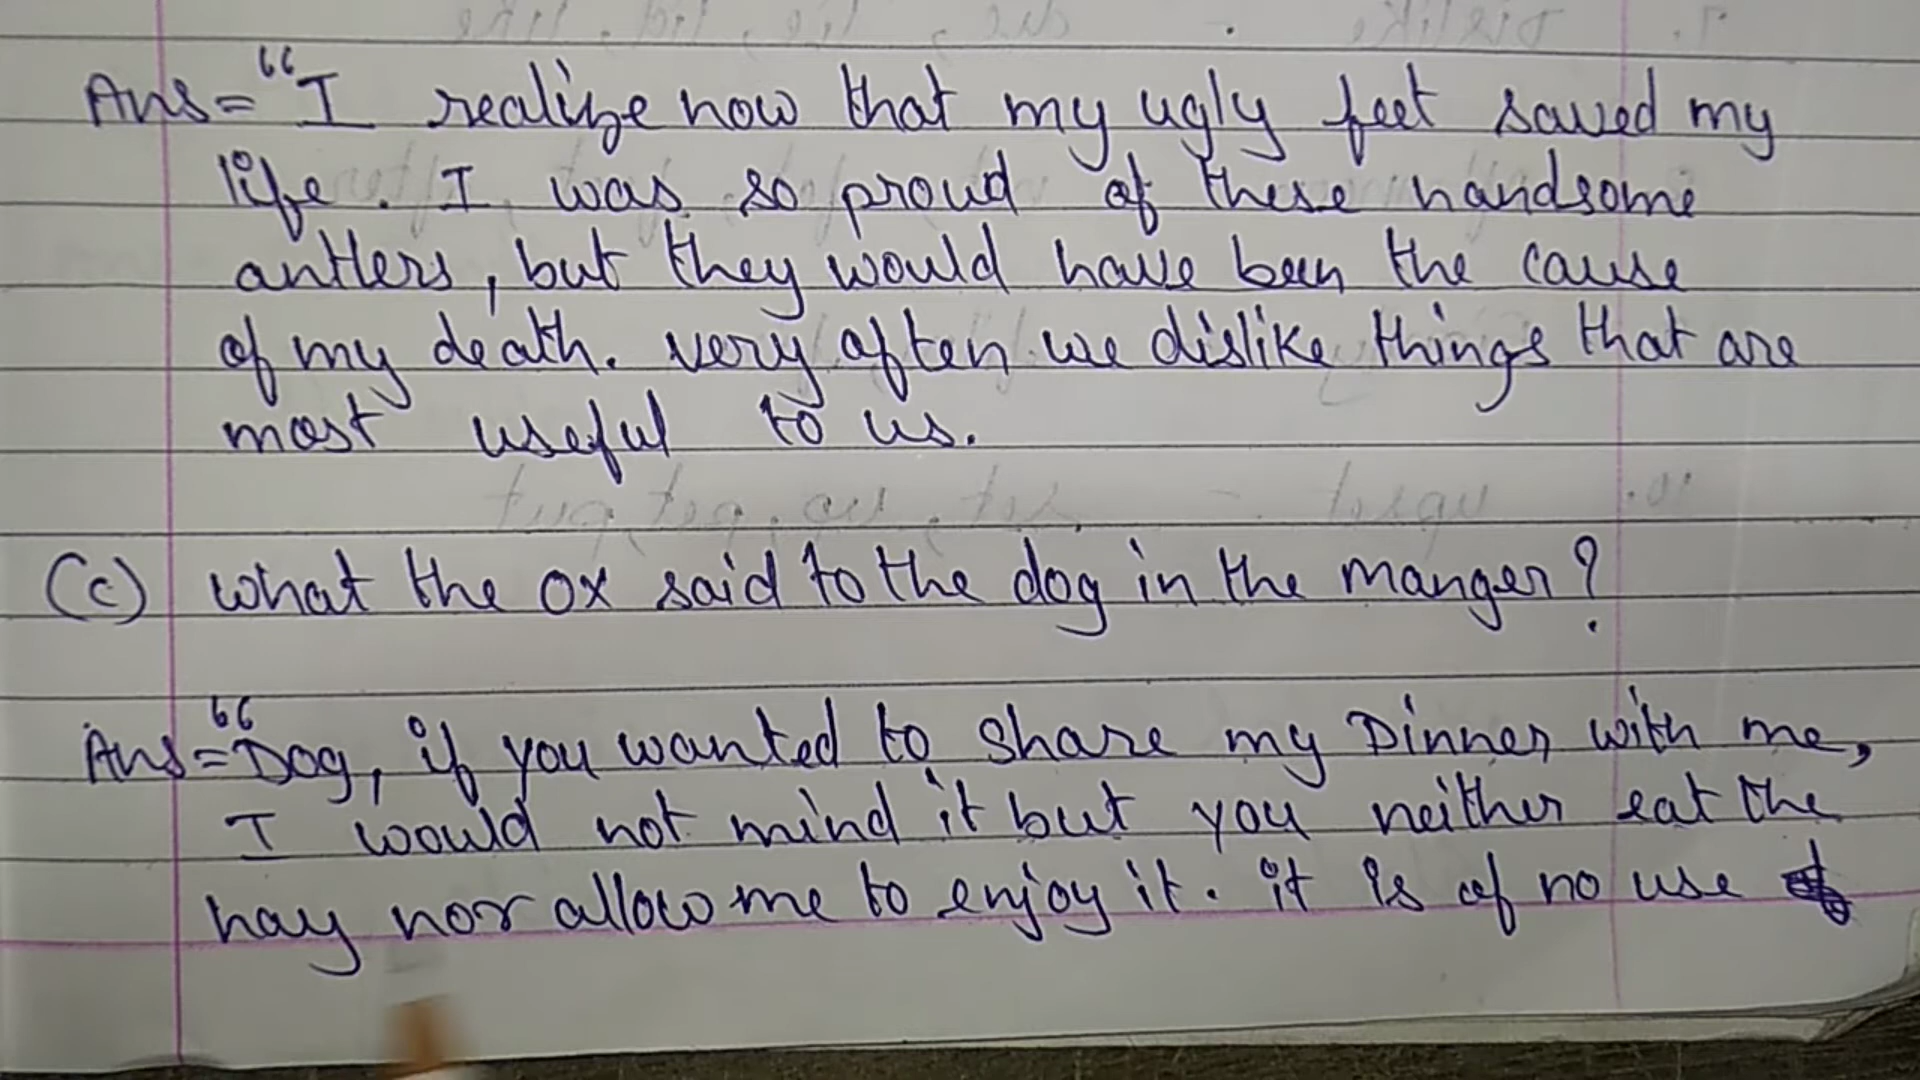 Ans= "I realize now that my ugly feet saved my
life. I was so proud of these handsome
antlers, but they would have been the cause
of my death. very often we dislike things that are
most useful to us.
(c) what the ox said to the dog in the manger?
Ans= "Dog, if you wanted to share my Dinner with me,
I would not mind it but you neither eat the
hay nor allow me to enjoy it. it is of no use